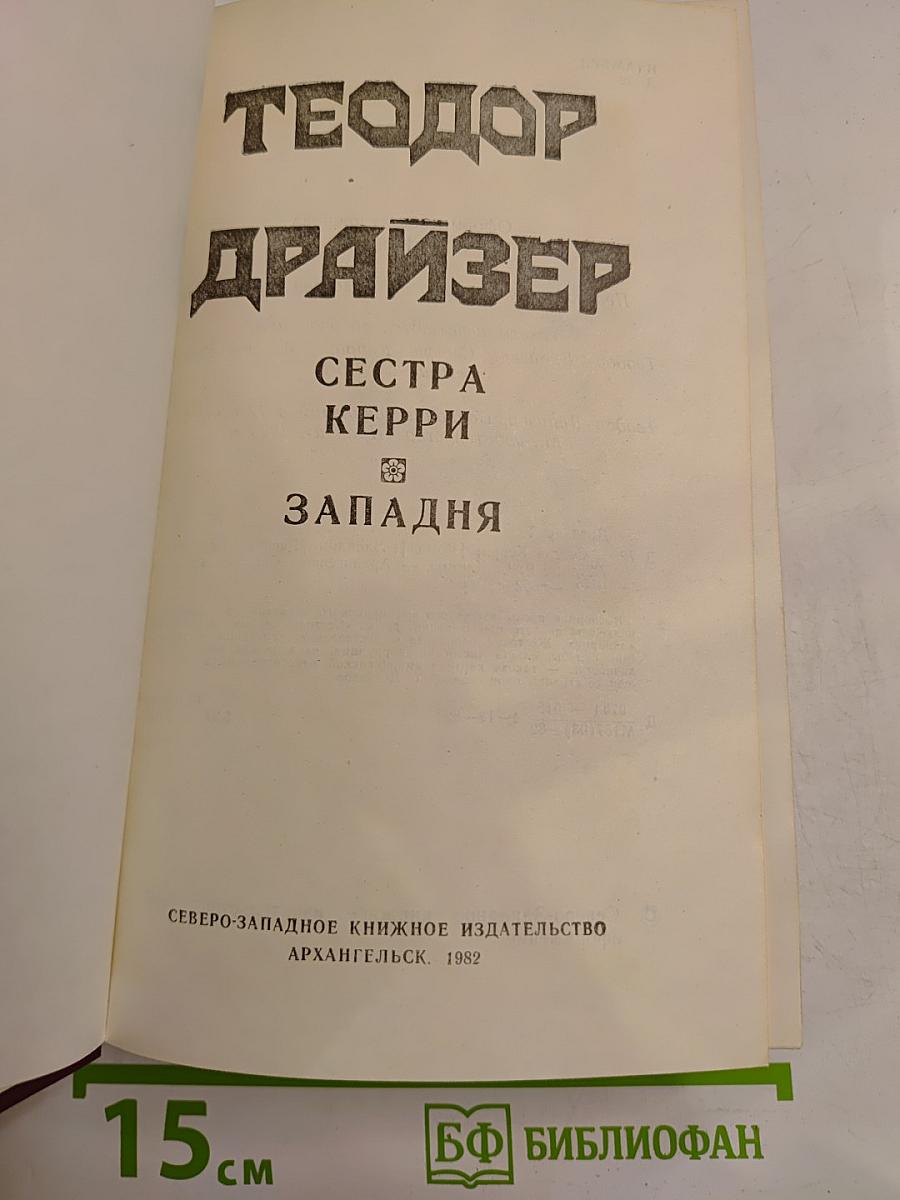 ТЕОДОР
ДРАЙЗЕР
СЕСТРА
КЕРРИ
ЗАПАДНЯ
СЕВЕРО-ЗАПАДНОЕ КНИЖНОЕ ИЗДАТЕЛЬСТВО
АРХАНГЕЛЬСК. 1982
15 см
БФ БИБЛИОФАН